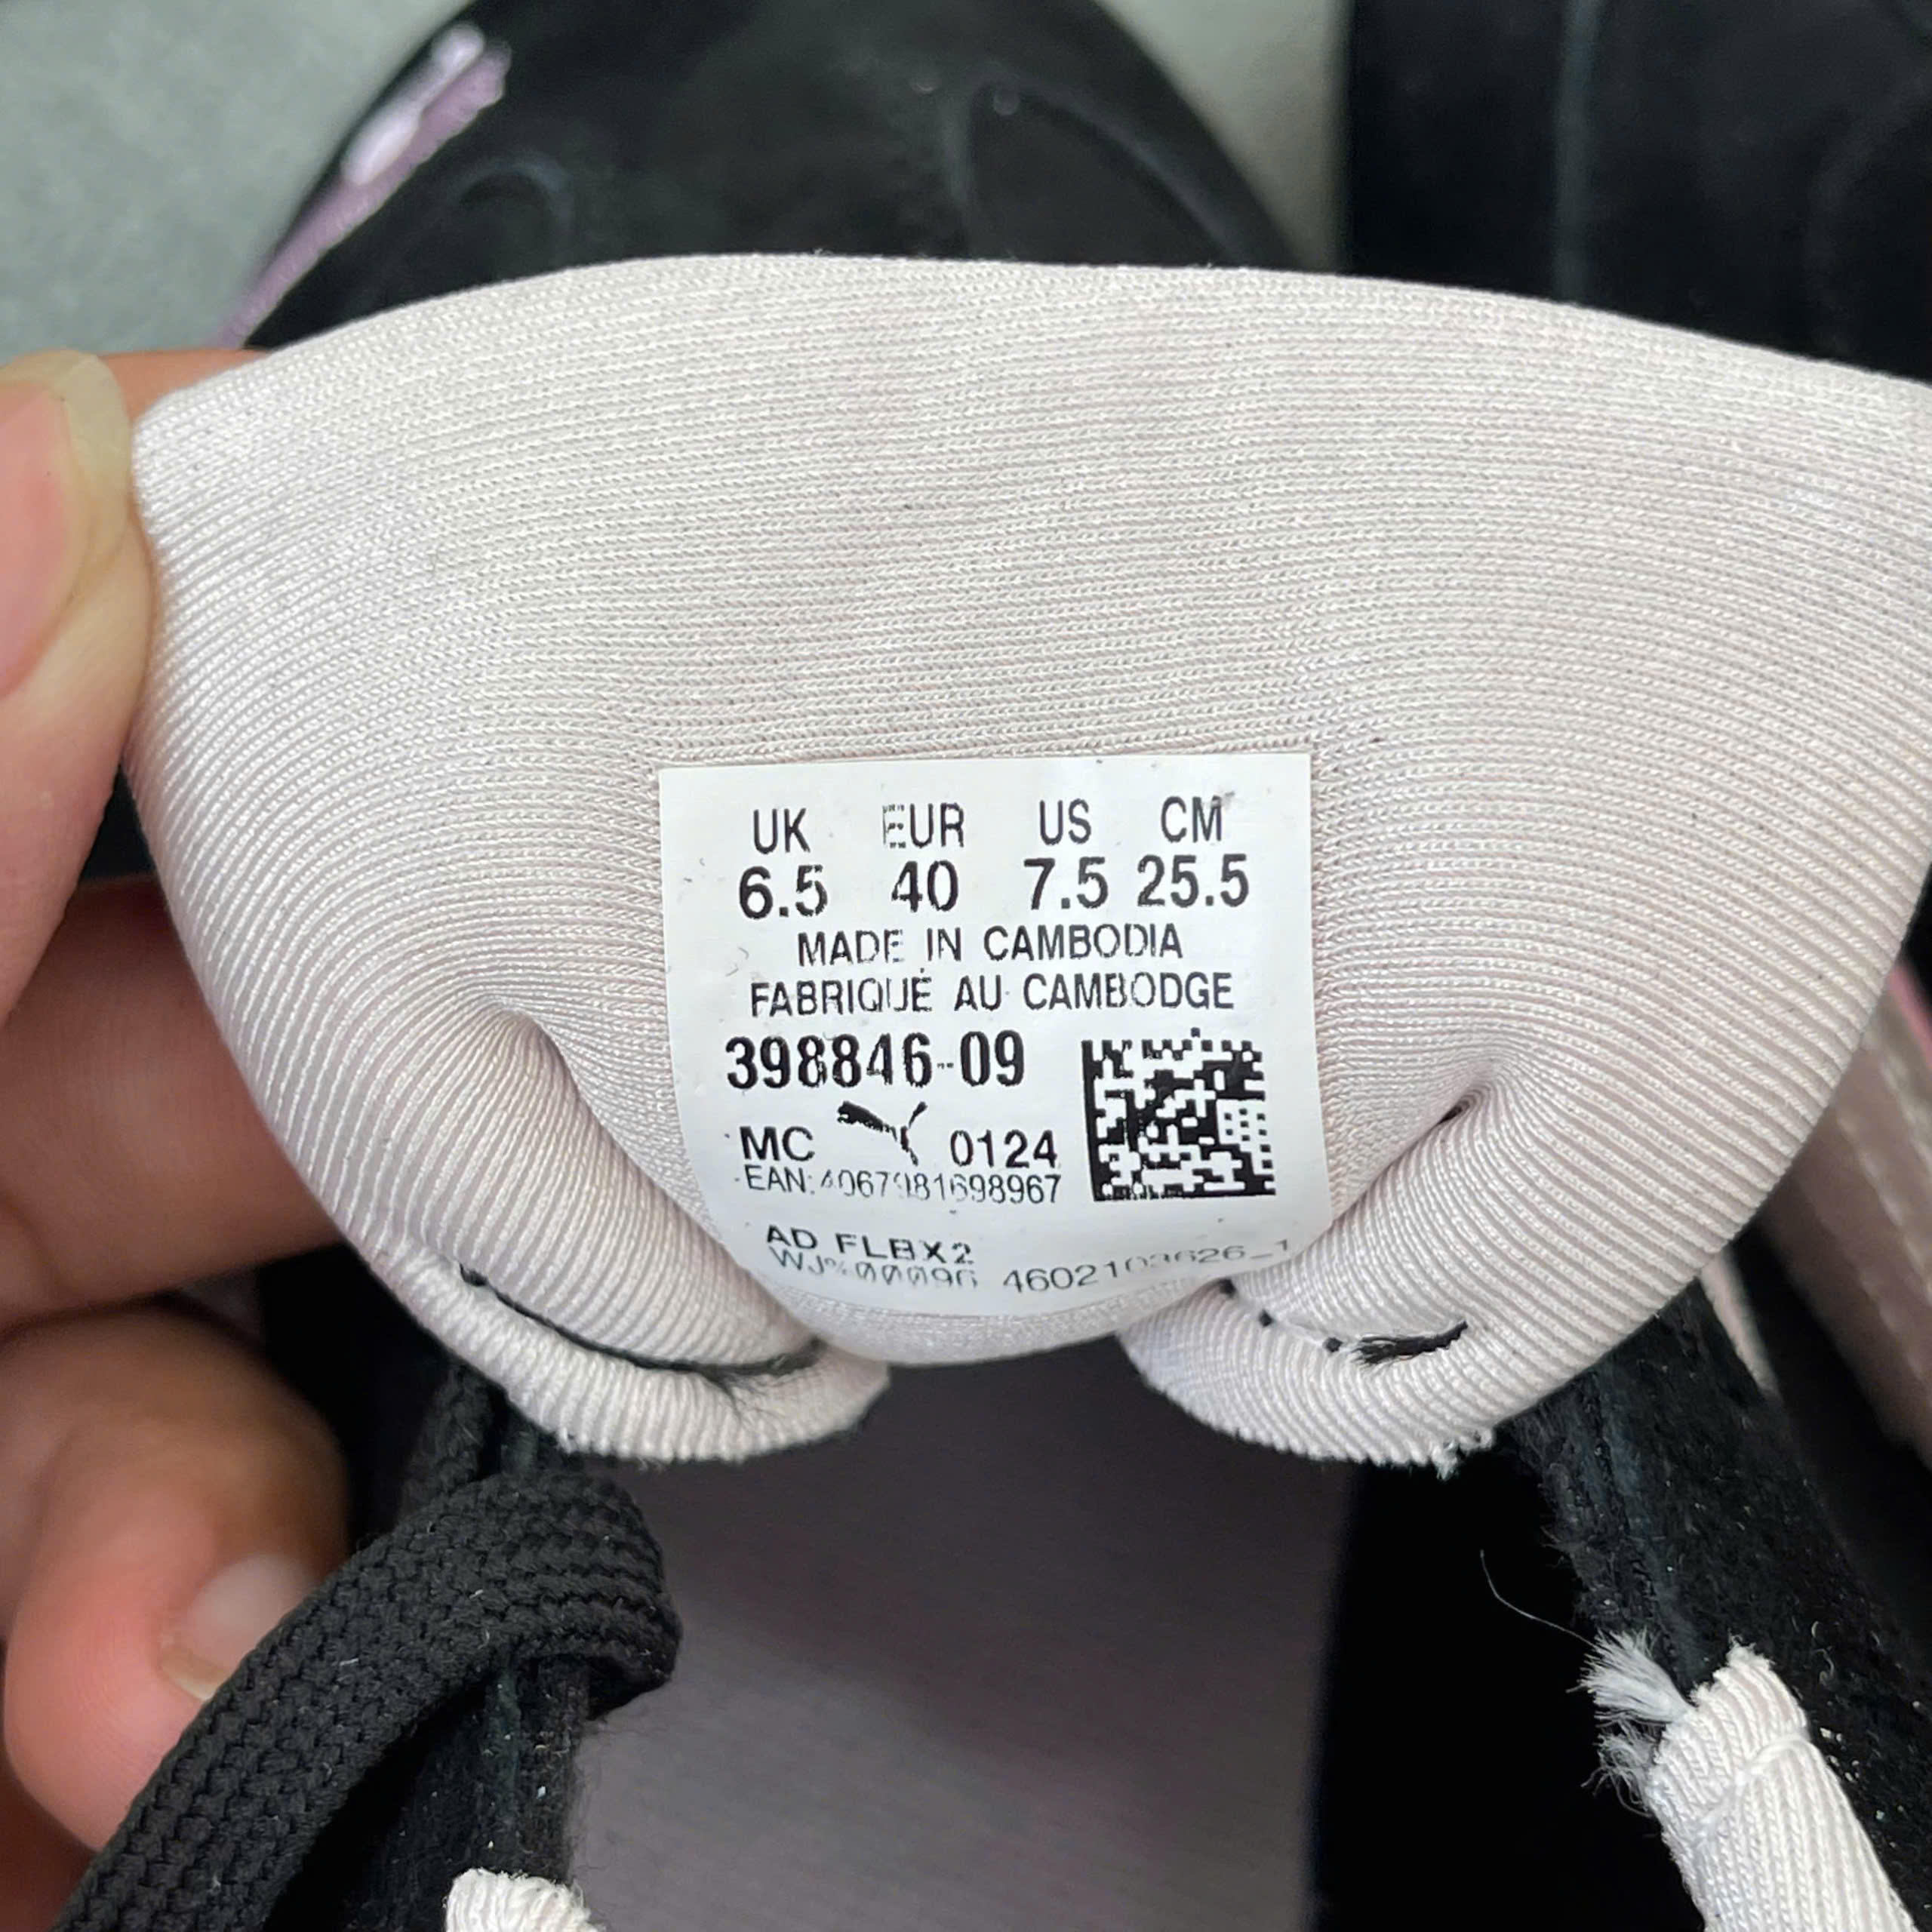 UK EUR US CM
6.5 40 7.5 25.5
MADE IN CAMBODIA
FABRIQUÉ AU CAMBODGE
398846-09
MC 0124
EAN:4067981698967
AD FLBX2